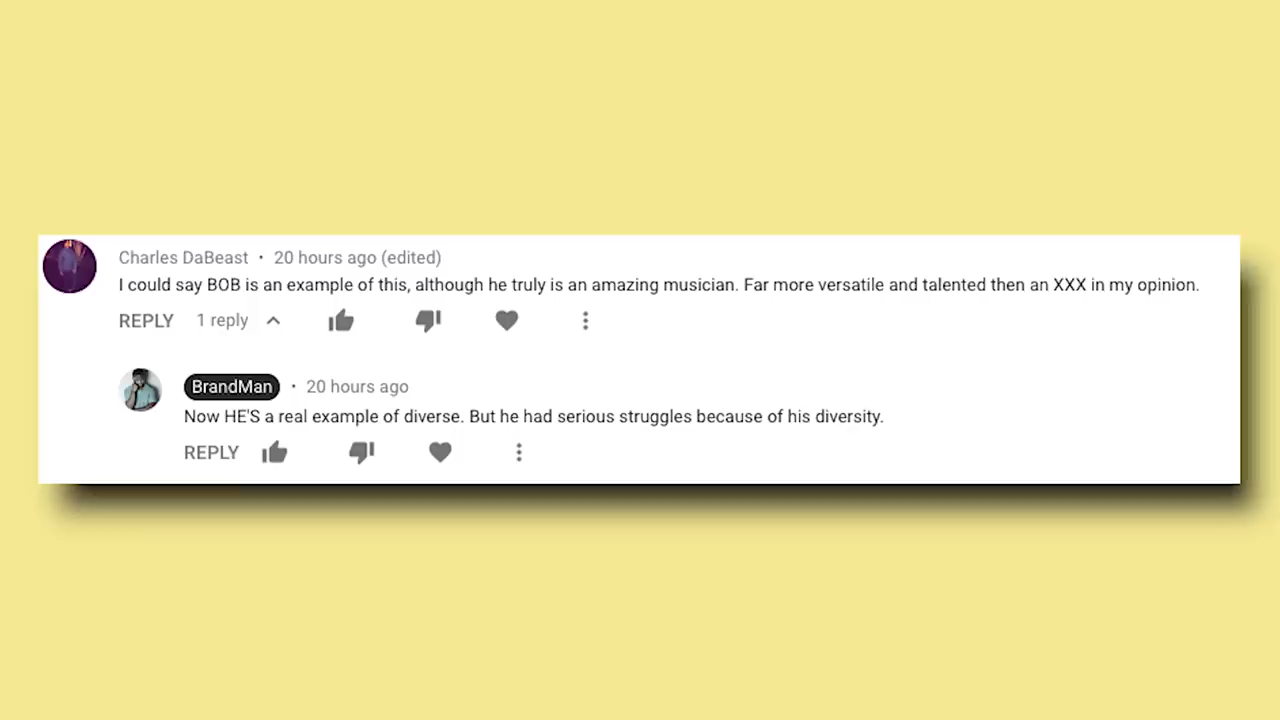 Charles DaBeast • 20 hours ago (edited)
I could say BOB is an example of this, although he truly is an amazing musician. Far more versatile and talented then an XXX in my opinion.
REPLY 1 reply
BrandMan • 20 hours ago
Now HE'S a real example of diverse. But he had serious struggles because of his diversity.
REPLY